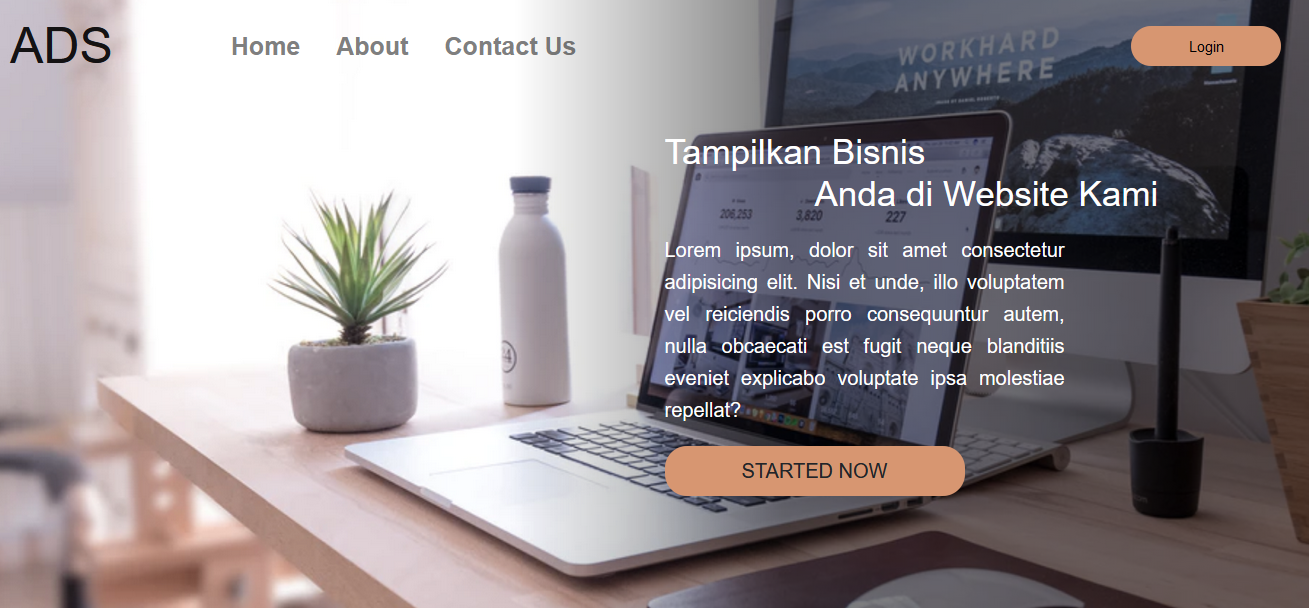 ADS
Home About Contact Us
Login
WORKHARD
ANYWHERE
Tampilkan Bisnis
Anda di Website Kami
206,253 3,820 227
Lorem ipsum, dolor sit amet consectetur
adipisicing elit. Nisi et unde, illo voluptatem
vel reiciendis porro consequuntur autem,
nulla obcaecati est fugit neque blanditiis
eveniet explicabo voluptate ipsa molestiae
repellat?
24
STARTED NOW